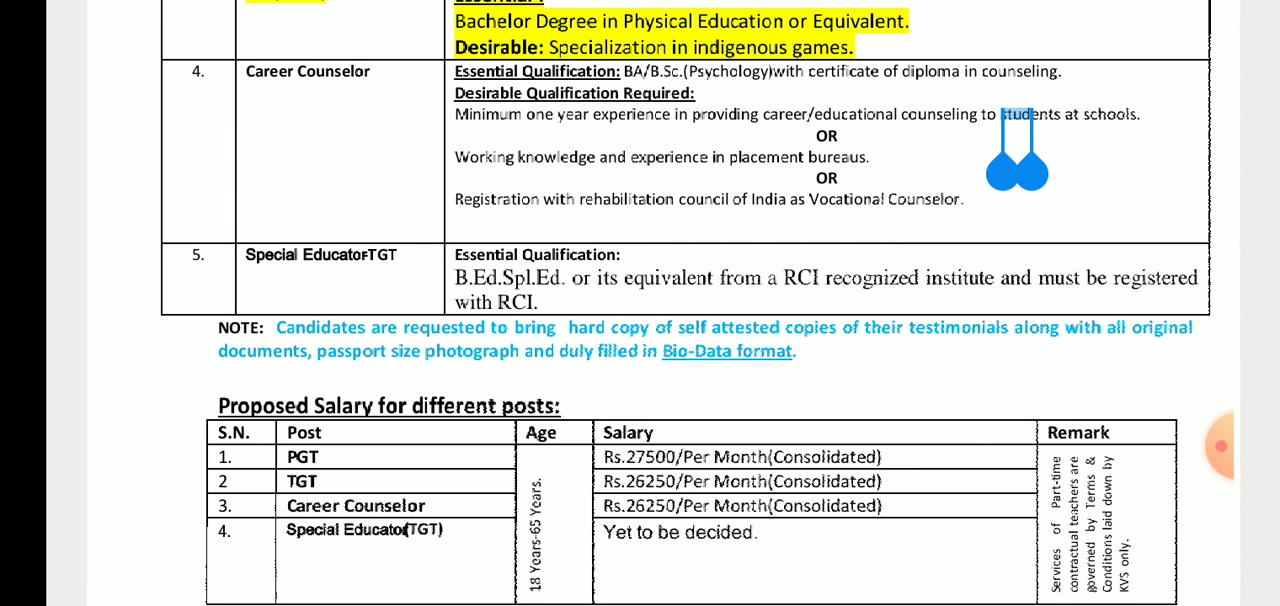 Essential :
Bachelor Degree in Physical Education or Equivalent.
Desirable: Specialization in indigenous games.
4. Career Counselor Essential Qualification: BA/B.Sc.(Psychology)with certificate of diploma in counseling.
Desirable Qualification Required:
Minimum one year experience in providing career/educational counseling to students at schools.
OR
Working knowledge and experience in placement bureaus.
OR
Registration with rehabilitation council of India as Vocational Counselor.
5. Special Educator-TGT Essential Qualification:
B.Ed.Spl.Ed. or its equivalent from a RCI recognized institute and must be registered
with RCI.
NOTE: Candidates are requested to bring hard copy of self attested copies of their testimonials along with all original
documents, passport size photograph and duly filled in Bio-Data format.
Proposed Salary for different posts:
S.N. Post Age Salary Remark
1. PGT Rs.27500/Per Month(Consolidated)
2 TGT Rs.26250/Per Month(Consolidated)
3. Career Counselor Rs.26250/Per Month(Consolidated)
4. Special Educator(TGT) Yet to be decided.
18 Years-65 Years.
Services of Part-time
contractual teachers are
governed by Terms &
Conditions laid down by
KVS only.